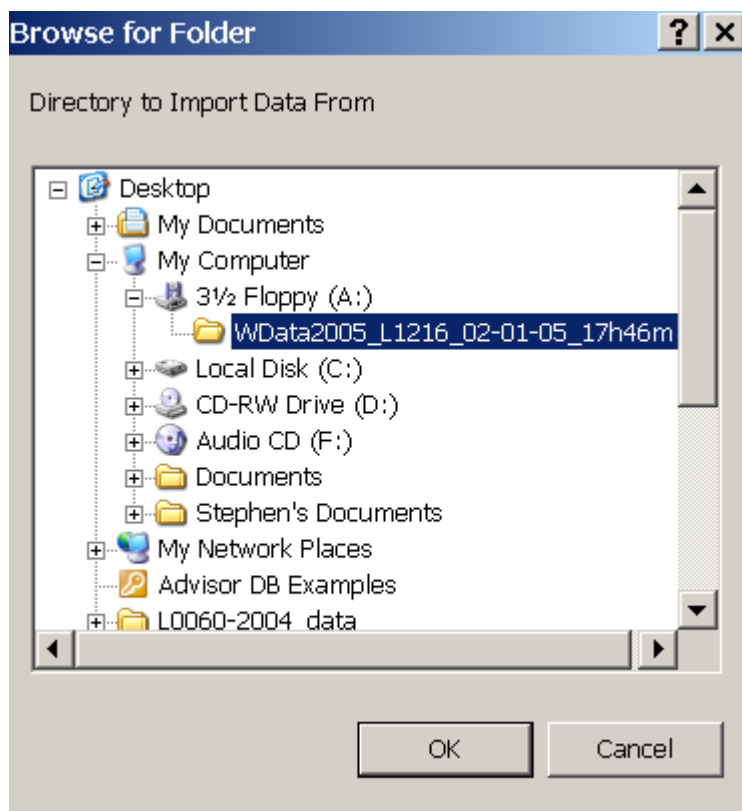 Browse for Folder
Directory to Import Data From
Desktop
My Documents
My Computer
3½ Floppy (A:)
WData2005_L1216_02-01-05_17h46m
Local Disk (C:)
CD-RW Drive (D:)
Audio CD (F:)
Documents
Stephen's Documents
My Network Places
Advisor DB Examples
L0060-2004_data
OK Cancel